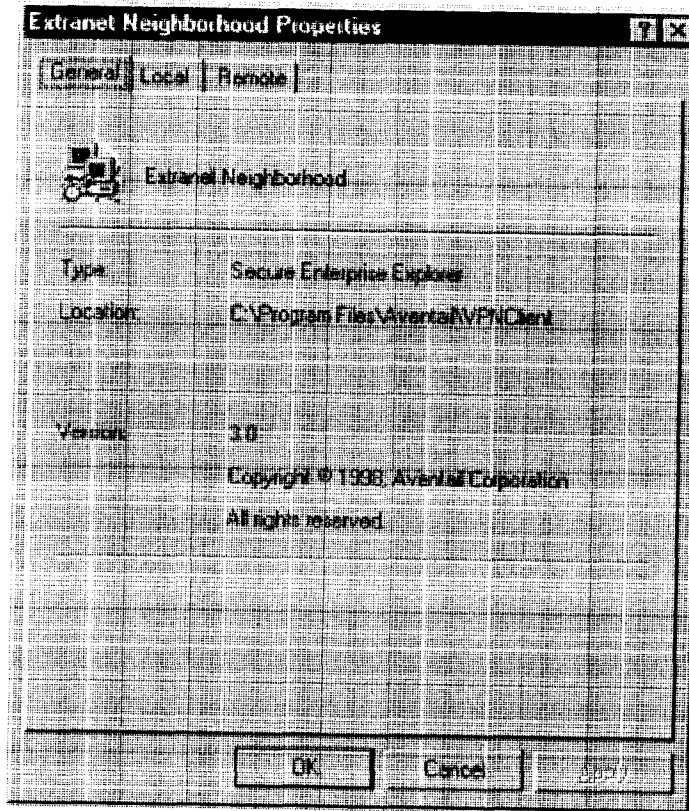 Extranet Neighborhood Properties
General Local Remote
Extranet Neighborhood
Type: Secure Enterprise Explorer
Location: C:\Program Files\Aventail\VPNClient
Version: 3.0
Copyright © 1998, Aventail Corporation
All rights reserved.
OK Cancel Apply